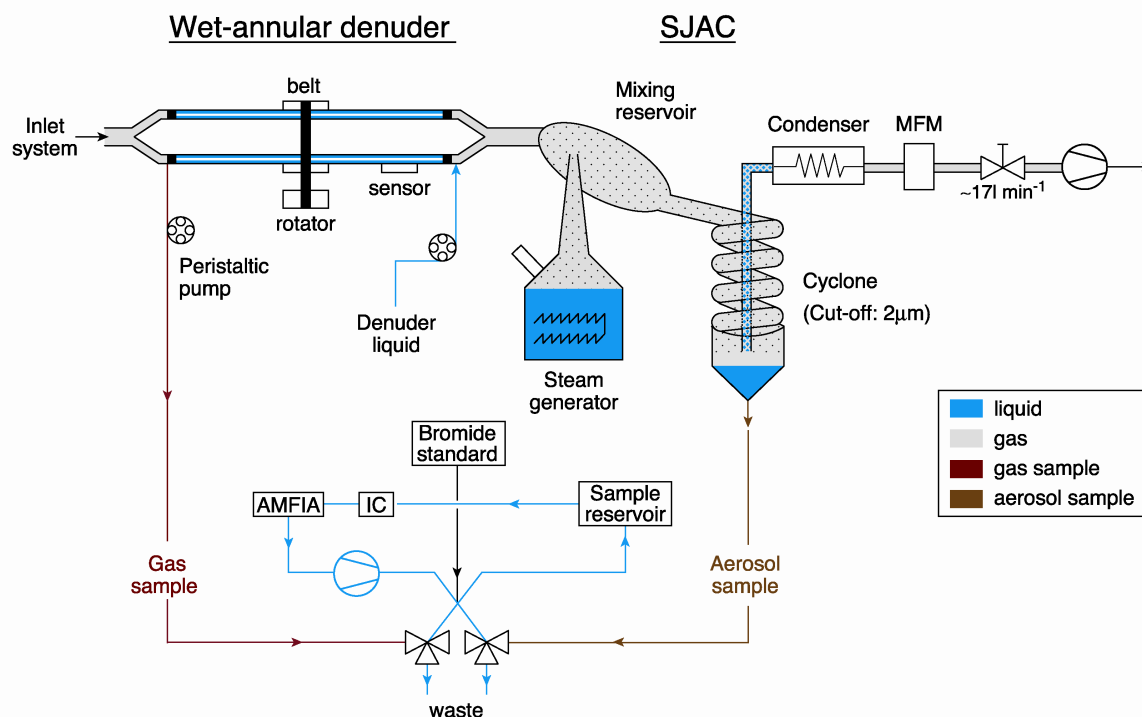 Wet-annular denuder
SJAC
belt
Mixing
reservoir
Inlet
system
Condenser
MFM
sensor
~17l min-1
rotator
Peristaltic
pump
Cyclone
(Cut-off: 2μm)
Denuder
liquid
Steam
generator
liquid
gas
gas sample
aerosol sample
Bromide
standard
AMFIA
IC
Sample
reservoir
Gas
sample
Aerosol
sample
waste